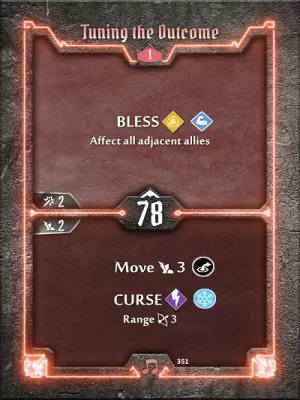 Tuning the Outcome
1
BLESS
Affect all adjacent allies
2
78
2
Move 3
CURSE
Range 3
351